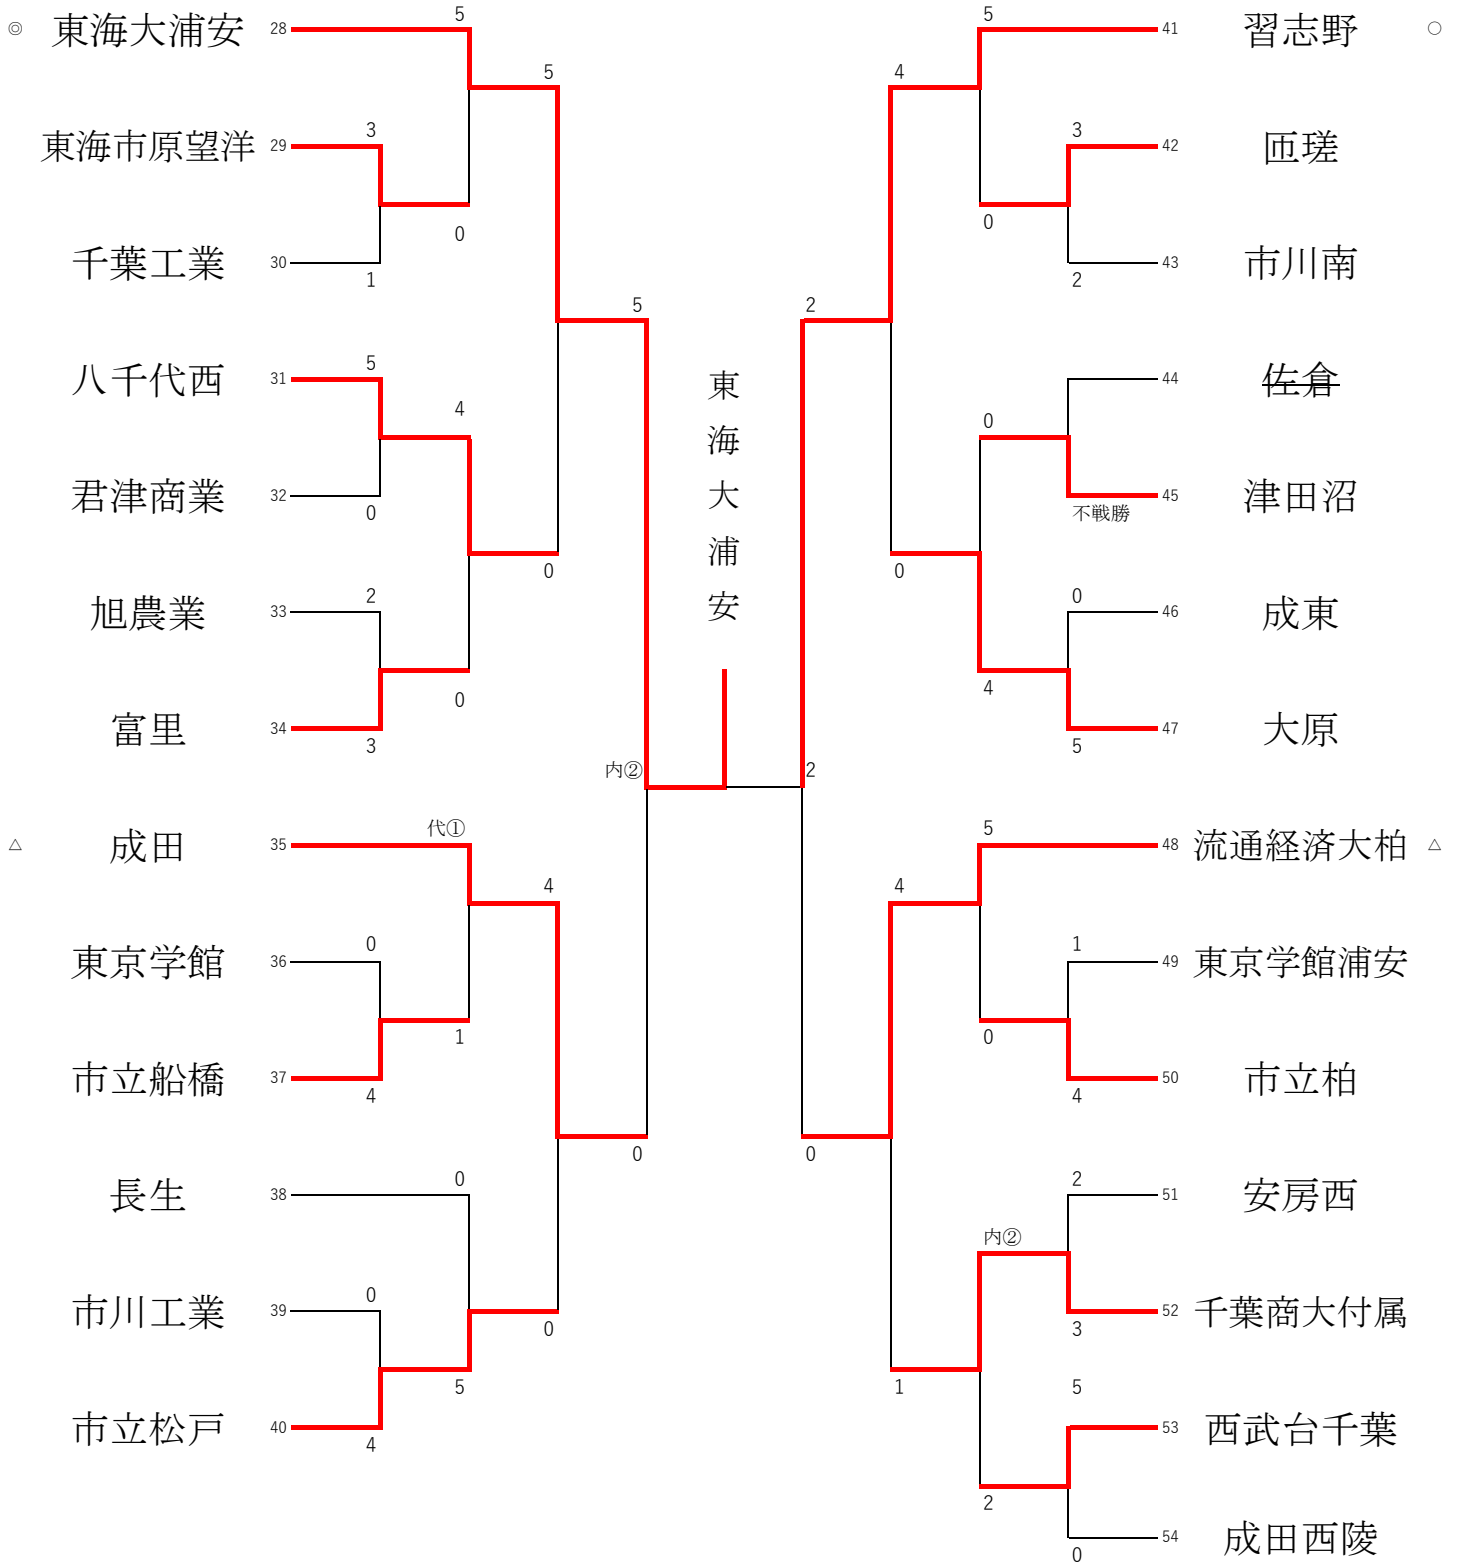 ◎ 東海大浦安 28 5
5
東海市原望洋 29 3
0
千葉工業 30 1
5
八千代西 31 5
4
君津商業 32 0
0
旭農業 33 2
0
富里 34 3
内②
△ 成田 35 代①
4
東京学館 36 0
1
市立船橋 37 4
0
長生 38 0
市川工業 39 0
0
5
市立松戸 40 4
東海大浦安
5 41 習志野 ○
4
3 42 匝瑳
0
2 43 市川南
2
44 佐倉
0
45 津田沼
不戦勝
0
0 46 成東
4
5 47 大原
2
5 48 流通経済大柏 △
4
1 49 東京学館浦安
0
4 50 市立柏
0
2 51 安房西
内②
3 52 千葉商大付属
1
5 53 西武台千葉
2
0 54 成田西陵